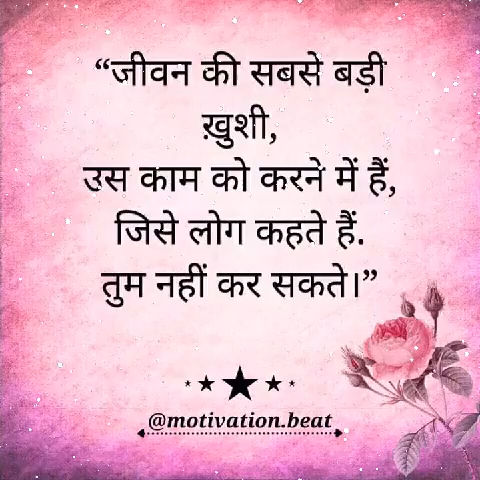 “जीवन की सबसे बड़ी
ख़ुशी,
उस काम को करने में हैं,
जिसे लोग कहते हैं.
तुम नहीं कर सकते।”
@motivation.beat